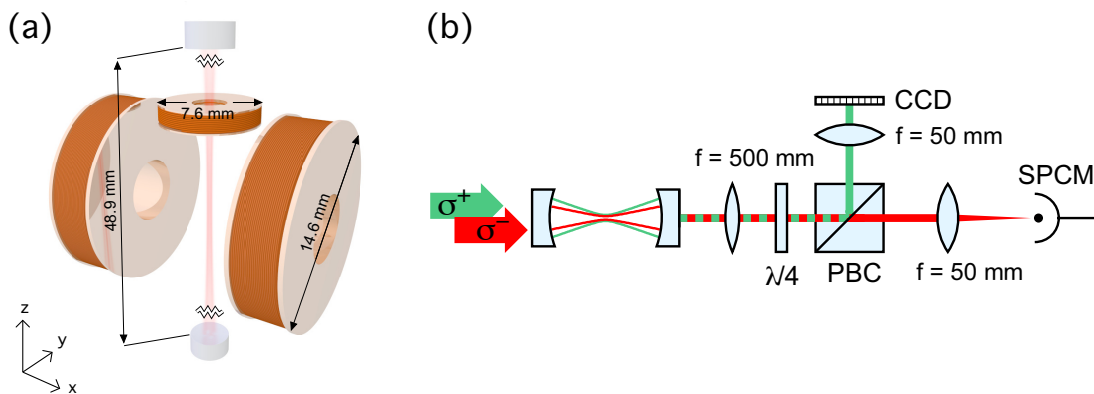 (a)
7.6 mm
48.9 mm
14.6 mm
z
y
x
(b)
CCD
f = 50 mm
f = 500 mm
SPCM
σ+
σ−
λ/4
PBC
f = 50 mm